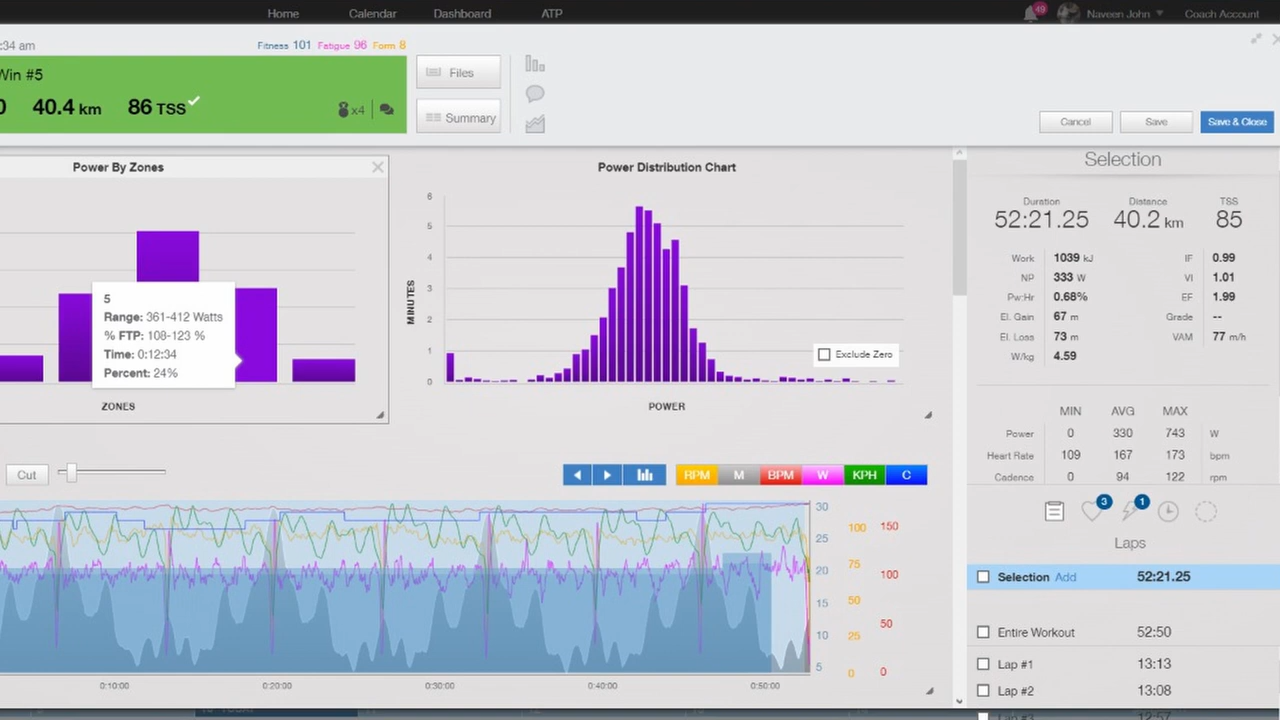 Home Calendar Dashboard ATP 49 Naveen John Coach Account
:34 am Fitness 101 Fatigue 96 Form 8
Win #5
0 40.4 km 86 TSS x4
Files
Summary
Cancel Save Save & Close
Power By Zones
5
Range: 361-412 Watts
% FTP: 108-123 %
Time: 0:12:34
Percent: 24%
ZONES
Power Distribution Chart
MINUTES
6
5
4
3
2
1
0
Exclude Zero
POWER
Selection
Duration Distance TSS
52:21.25 40.2 km 85
Work 1039 kJ IF 0.99
NP 333 W VI 1.01
Pw:Hr 0.68% EF 1.99
El. Gain 67 m Grade --
El. Loss 73 m VAM 77 m/h
W/kg 4.59
MIN AVG MAX
Power 0 330 743 W
Heart Rate 109 167 173 bpm
Cadence 0 94 122 rpm
3 1
Laps
Selection Add 52:21.25
Entire Workout 52:50
Lap #1 13:13
Lap #2 13:08
Lap #3 12:57
Cut RPM M BPM W KPH C
30
25 100 150
20 75 100
15 50
10 25 50
5 0 0
0:10:00 0:20:00 0:30:00 0:40:00 0:50:00